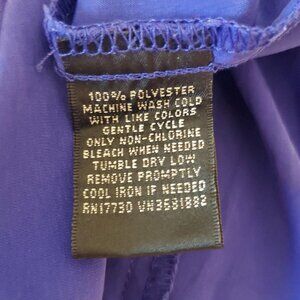 100% POLYESTER
MACHINE WASH COLD
WITH LIKE COLORS
GENTLE CYCLE
ONLY NON-CHLORINE
BLEACH WHEN NEEDED
TUMBLE DRY LOW
REMOVE PROMPTLY
COOL IRON IF NEEDED
RN17730 VN3581882